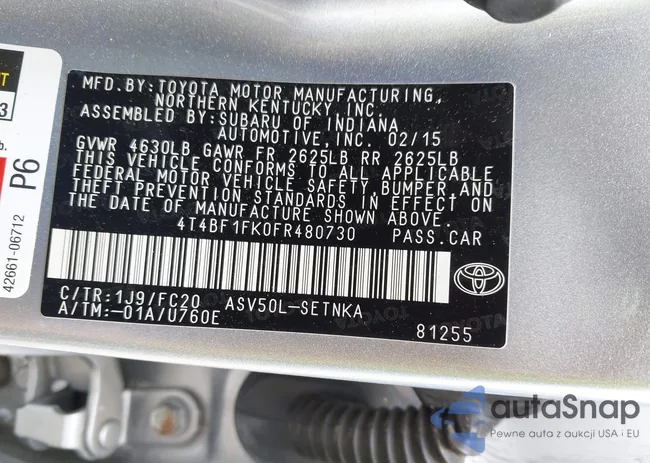 MFD.BY:TOYOTA MOTOR MANUFACTURING,
NORTHERN KENTUCKY INC.
ASSEMBLED BY:SUBARU OF INDIANA
AUTOMOTIVE,INC. 02/15
GVWR 4630LB GAWR FR 2625LB RR 2625LB
THIS VEHICLE CONFORMS TO ALL APPLICABLE
FEDERAL MOTOR VEHICLE SAFETY,BUMPER,AND
THEFT PREVENTION STANDARDS IN EFFECT ON
THE DATE OF MANUFACTURE SHOWN ABOVE.
4T4BF1FK0FR480730 PASS.CAR
C/TR:1J9/FC20 ASV50L-SETNKA
A/TM:-01A/U760E
81255
TOYOTA
3
P6
42661-06712
autaSnap
Pewne auta z aukcji USA i EU